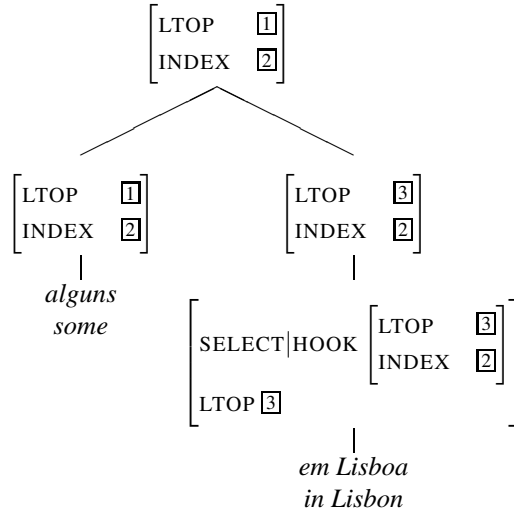 LTOP 1
INDEX 2
LTOP 1
INDEX 2
LTOP 3
INDEX 2
alguns
some
SELECT|HOOK
LTOP 3
INDEX 2
LTOP 3
em Lisboa
in Lisbon